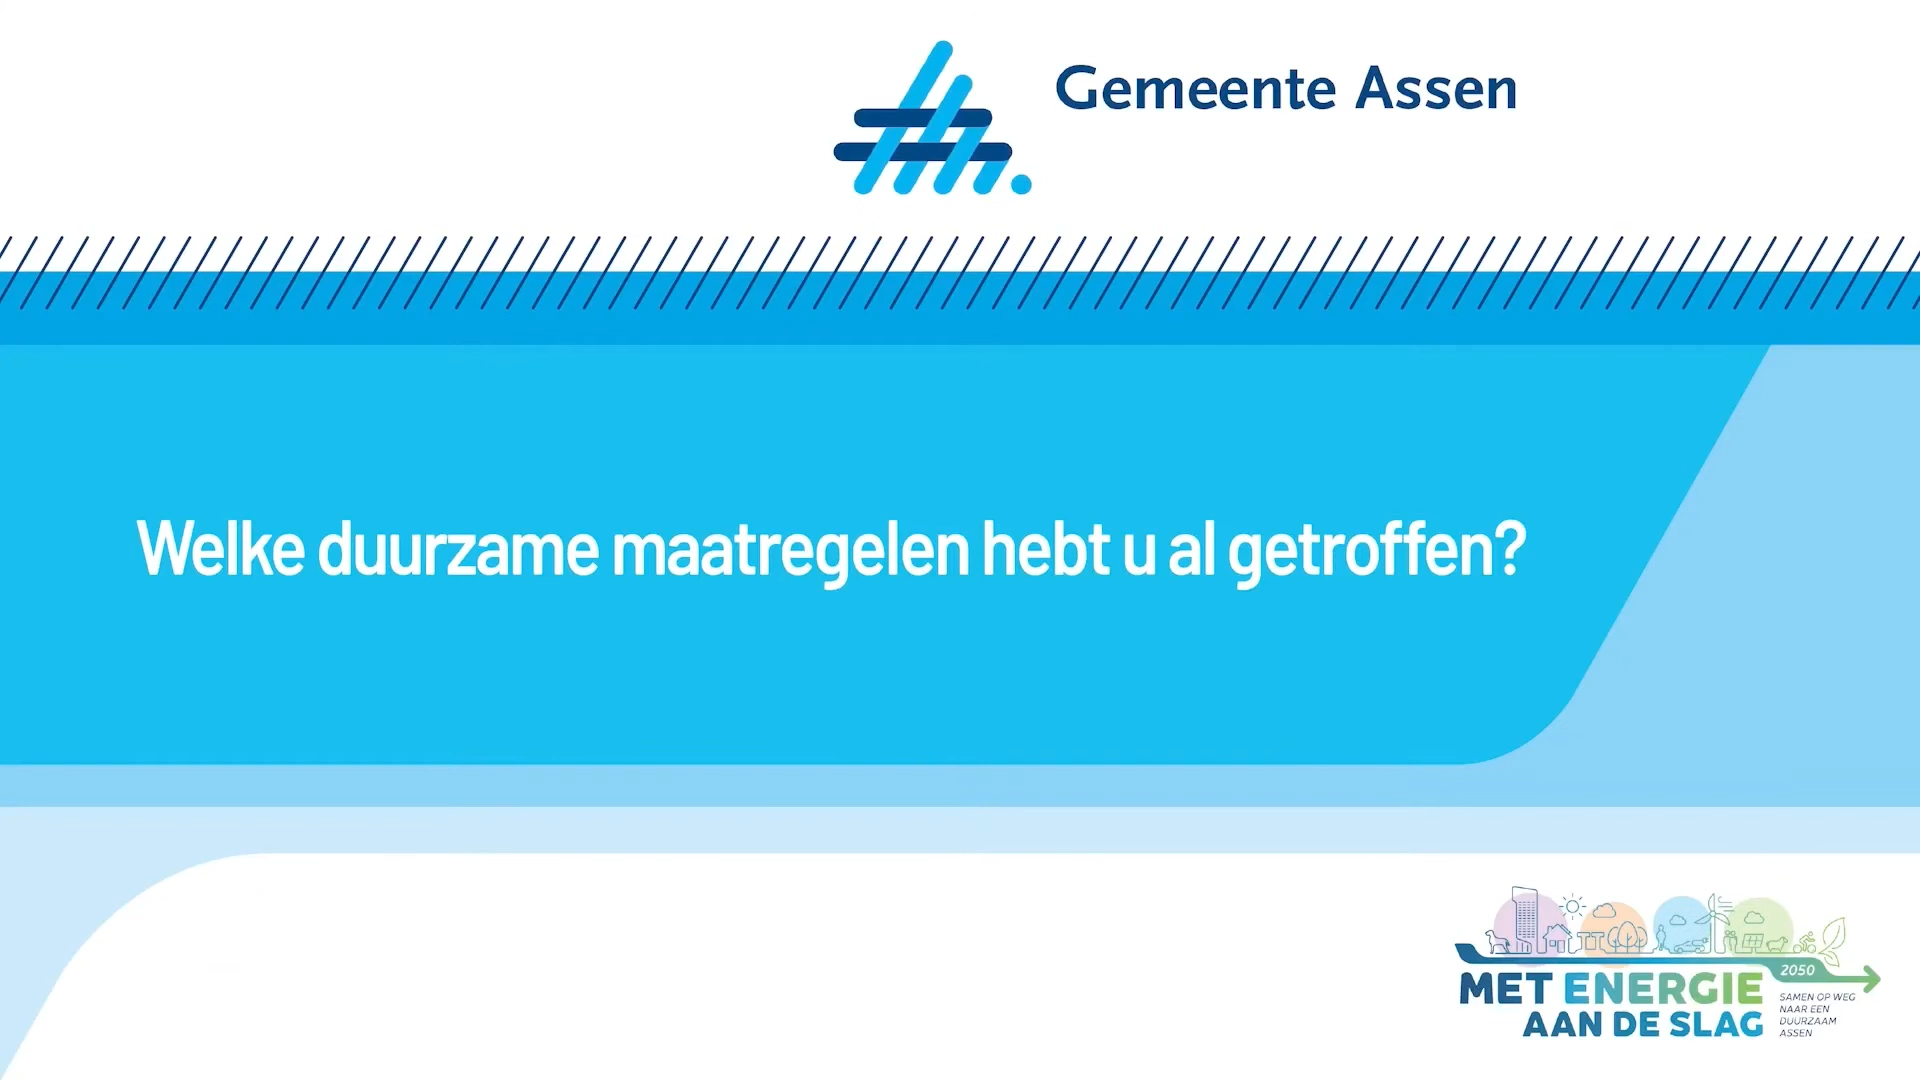 Gemeente Assen
Welke duurzame maatregelen hebt u al getroffen?
2050
MET ENERGIE
AAN DE SLAG
SAMEN OP WEG
NAAR EEN
DUURZAAM
ASSEN